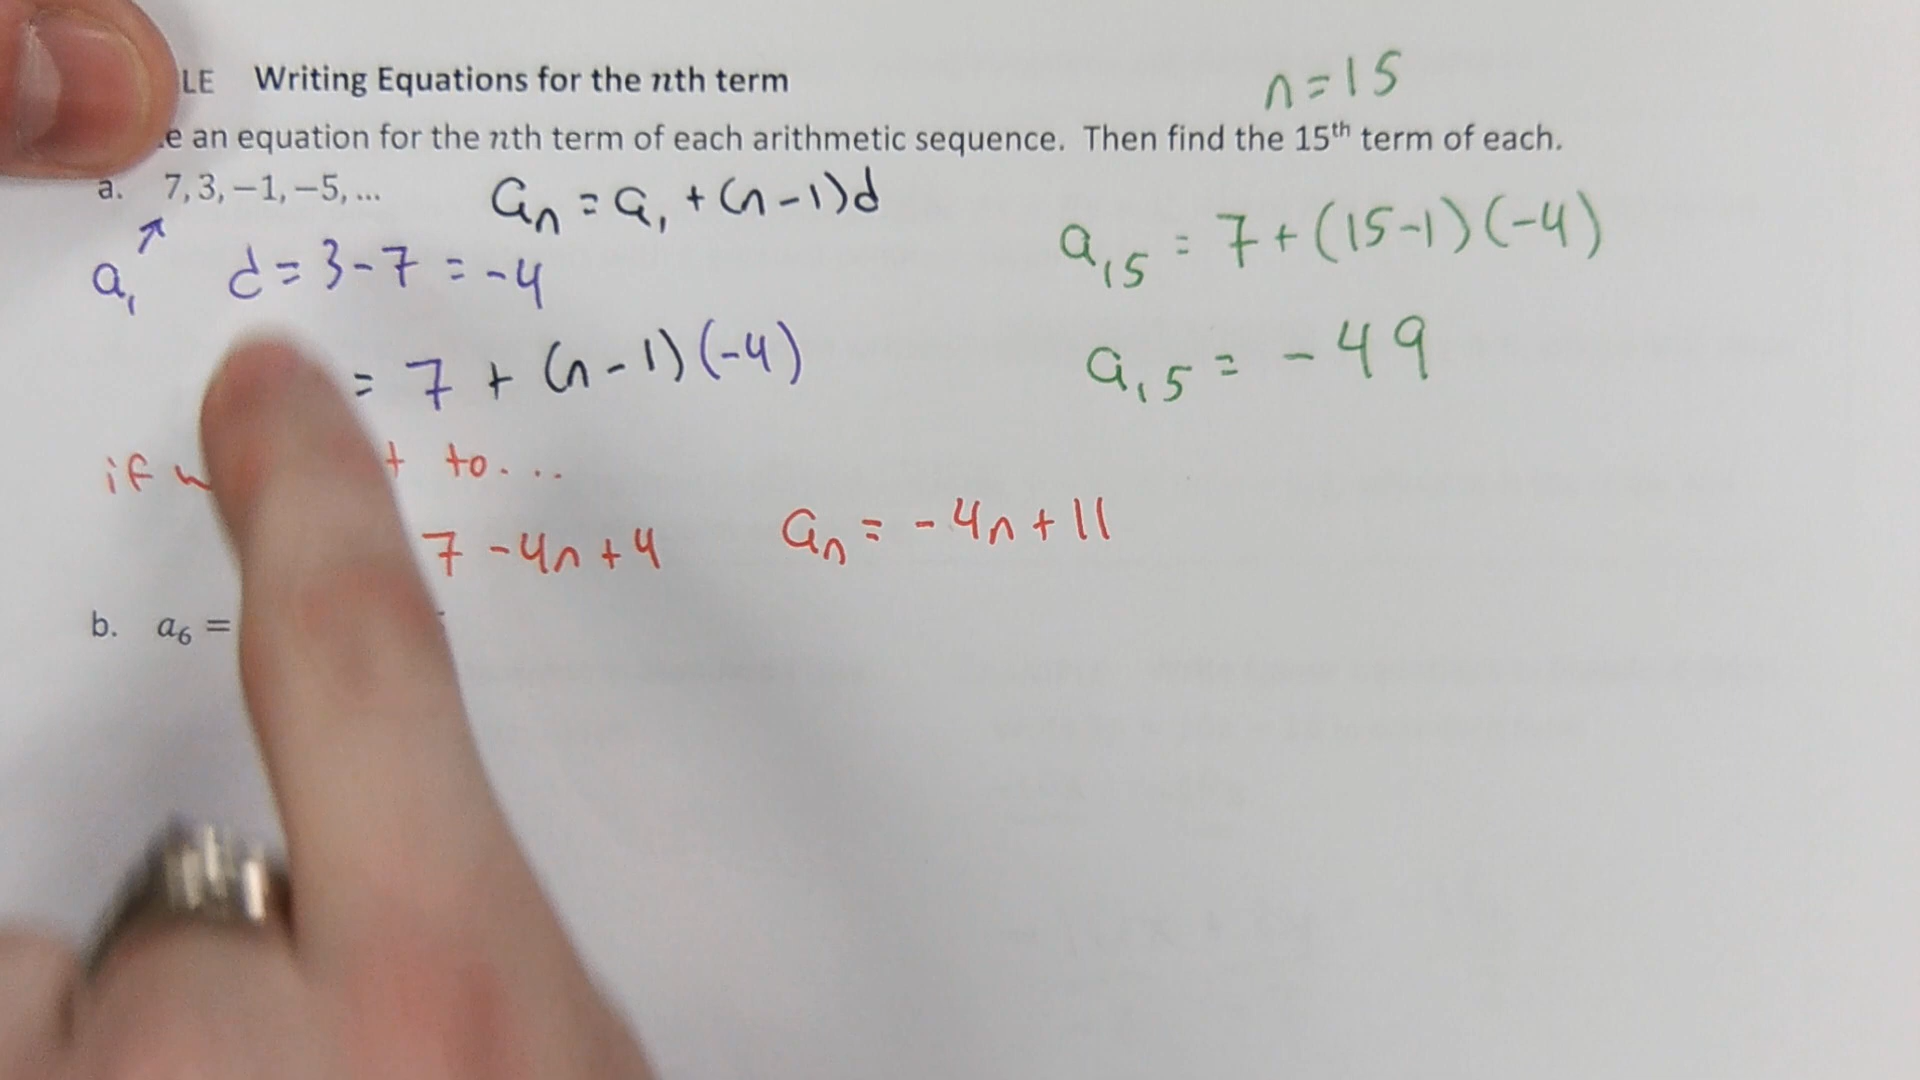 LE Writing Equations for the nth term
n=15
e an equation for the nth term of each arithmetic sequence. Then find the 15th term of each.
a. 7, 3, −1, −5, ...
aₙ = a₁ + (n-1)d
a₁₅ = 7+(15-1)(-4)
a₁ d = 3-7 = -4
= 7 + (n-1)(-4)
a₁₅ = -49
if to...
7 -4n +4
aₙ = -4n + 11
b. a₆ =